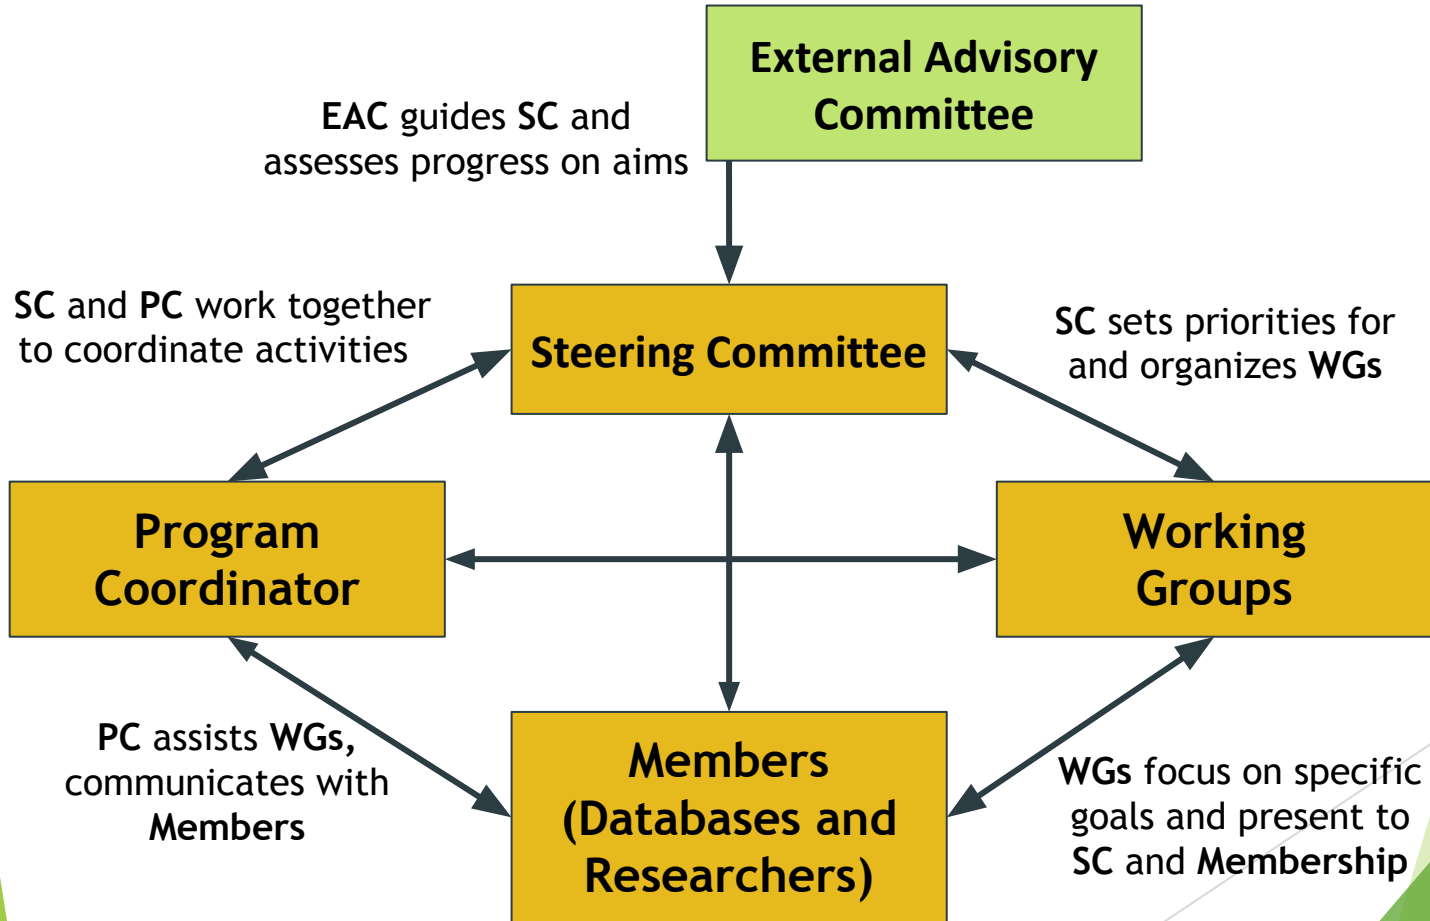 External Advisory
Committee
EAC guides SC and
assesses progress on aims
SC and PC work together
to coordinate activities
Steering Committee
SC sets priorities for
and organizes WGs
Program
Coordinator
Working
Groups
PC assists WGs,
communicates with
Members
Members
(Databases and
Researchers)
WGs focus on specific
goals and present to
SC and Membership